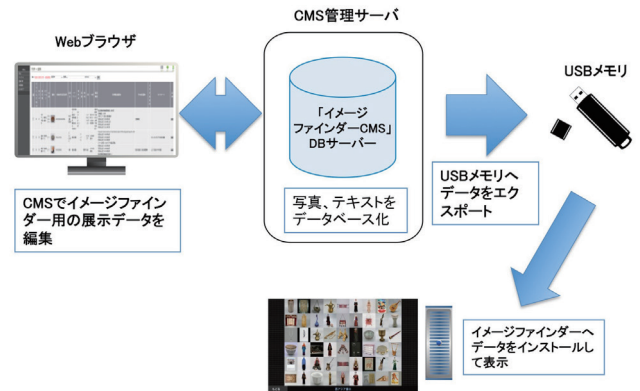 CMS管理サーバ
Webブラウザ
USBメモリ
「イメージ
ファインダーCMS」
DBサーバー
CMSでイメージファイン
ダー用の展示データを
編集
写真、テキストを
データベース化
USBメモリへ
データをエクス
ポート
イメージファインダーへ
データをインストールし
て表示